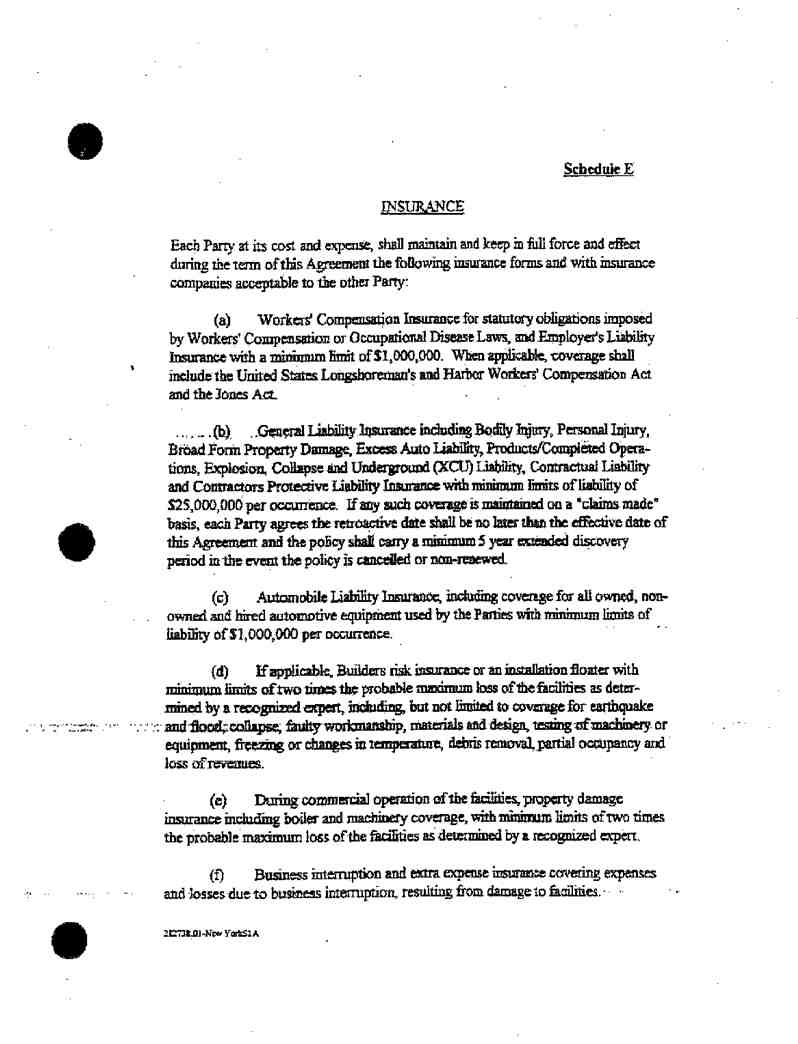 Schedule E
INSURANCE
Each Party at its cost and expense, shall maintain and keep in full force and effect
during the term of this Agreement the following insurance forms and with insurance
companies acceptable to the other Party:
(a) Workers' Compensation Insurance for statutory obligations imposed
by Workers' Compensation or Occupational Disease Laws, and Employer's Liability
Insurance with a minimum limit of $1,000,000. When applicable, coverage shall
include the United States Longshoreman's and Harbor Workers' Compensation Act
and the Jones Act.
(b) General Liability Insurance including Bodily Injury, Personal Injury,
Broad Form Property Damage, Excess Auto Liability, Products/Completed Opera-
tions, Explosion, Collapse and Underground (XCU) Liability, Contractual Liability
and Contractors Protective Liability Insurance with minimum limits of liability of
$25,000,000 per occurrence. If any such coverage is maintained on a "claims made"
basis, each Party agrees the retroactive date shall be no later than the effective date of
this Agreement and the policy shall carry a minimum 5 year extended discovery
period in the event the policy is cancelled or non-renewed.
(c) Automobile Liability Insurance, including coverage for all owned, non-
owned and hired automotive equipment used by the Parties with minimum limits of
liability of $1,000,000 per occurrence.
(d) If applicable, Builders risk insurance or an installation floater with
minimum limits of two times the probable maximum loss of the facilities as deter-
mined by a recognized expert, including, but not limited to coverage for earthquake
and flood, collapse, faulty workmanship, materials and design, testing of machinery or
equipment, freezing or changes in temperature, debris removal, partial occupancy and
loss of revenues.
(e) During commercial operation of the facilities, property damage
insurance including boiler and machinery coverage, with minimum limits of two times
the probable maximum loss of the facilities as determined by a recognized expert.
(f) Business interruption and extra expense insurance covering expenses
and losses due to business interruption, resulting from damage to facilities.
-New York